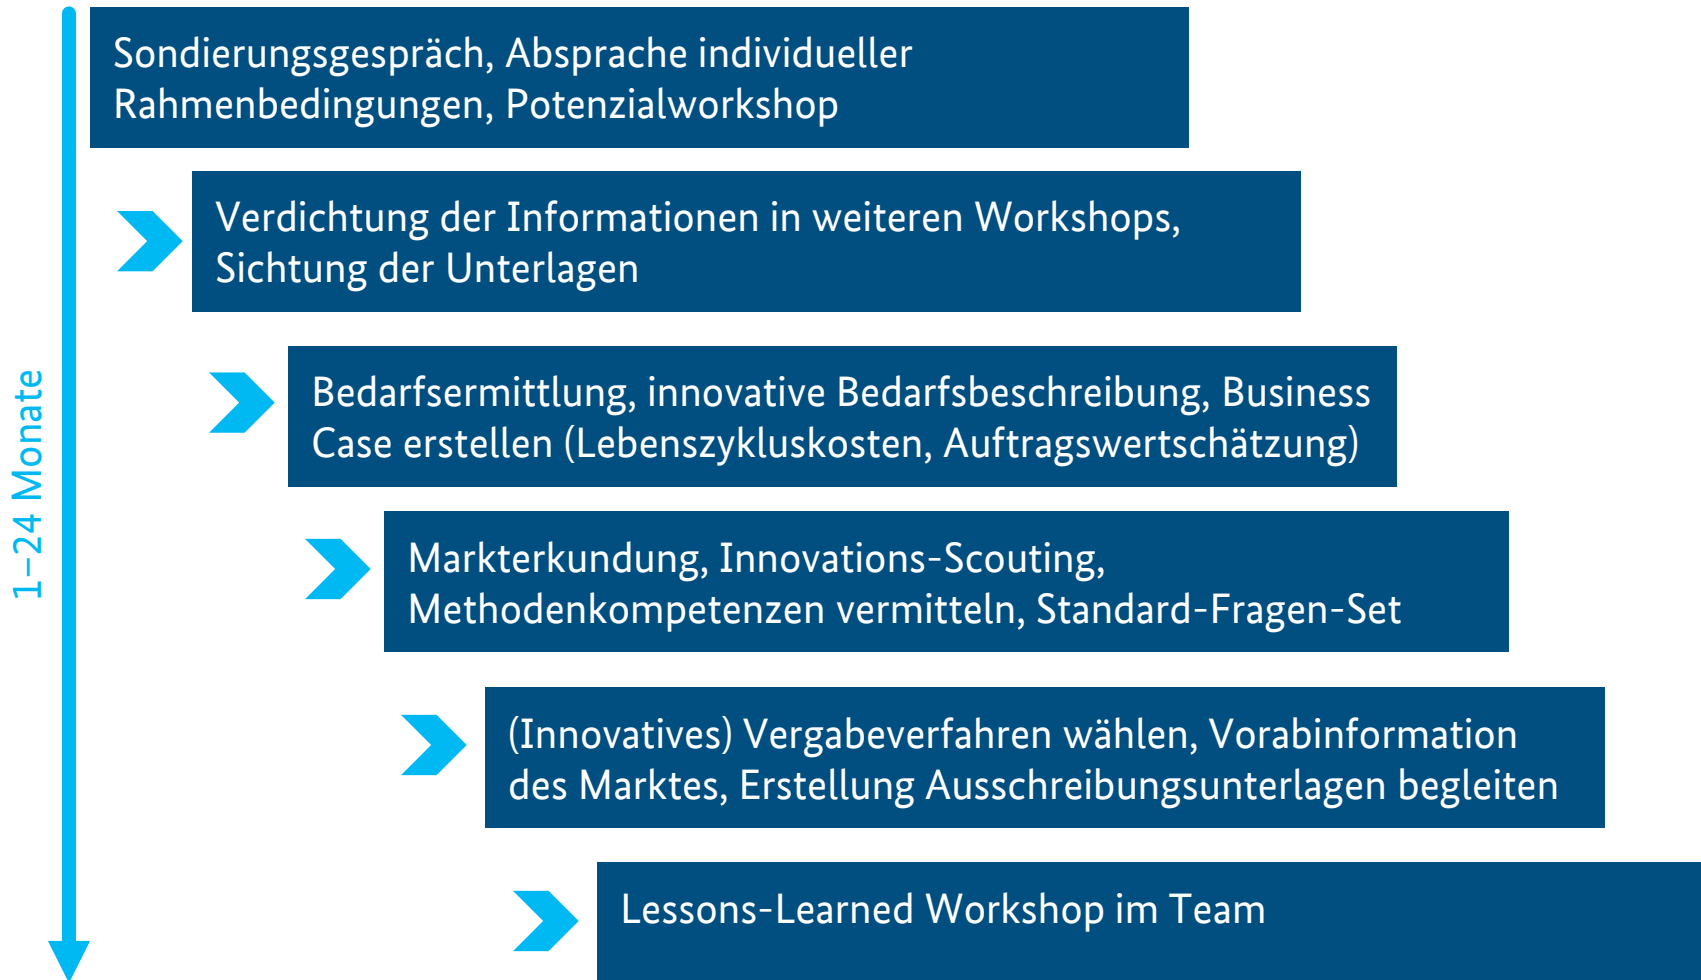 Sondierungsgespräch, Absprache individueller
Rahmenbedingungen, Potenzialworkshop
Verdichtung der Informationen in weiteren Workshops,
Sichtung der Unterlagen
Bedarfsermittlung, innovative Bedarfsbeschreibung, Business
Case erstellen (Lebenszykluskosten, Auftragswertschätzung)
1–24 Monate
Markterkundung, Innovations-Scouting,
Methodenkompetenzen vermitteln, Standard-Fragen-Set
(Innovatives) Vergabeverfahren wählen, Vorabinformation
des Marktes, Erstellung Ausschreibungsunterlagen begleiten
Lessons-Learned Workshop im Team